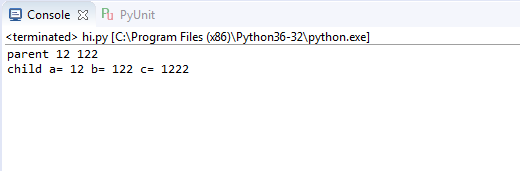 Console PyUnit
<terminated> hi.py [C:\Program Files (x86)\Python36-32\python.exe]
parent 12 122
child a= 12 b= 122 c= 1222